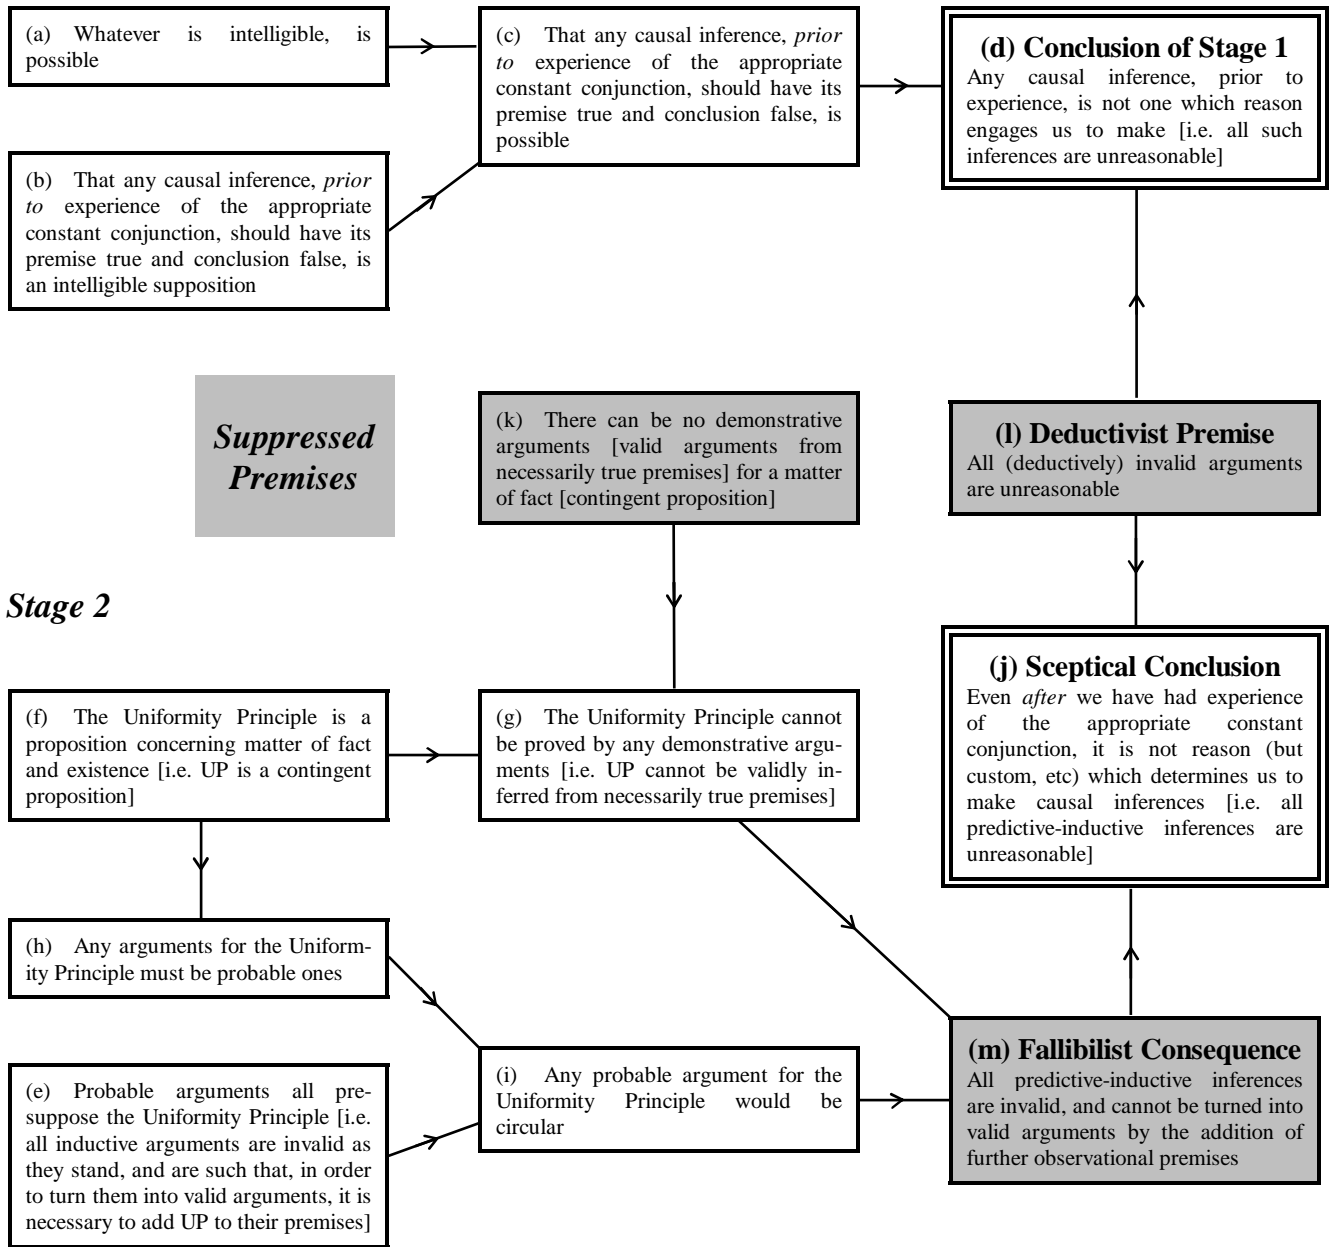 (a) Whatever is intelligible, is
possible
(c) That any causal inference, prior
to experience of the appropriate
constant conjunction, should have its
premise true and conclusion false, is
possible
(d) Conclusion of Stage 1
Any causal inference, prior to
experience, is not one which reason
engages us to make [i.e. all such
inferences are unreasonable]
(b) That any causal inference, prior
to experience of the appropriate
constant conjunction, should have its
premise true and conclusion false, is
an intelligible supposition
Suppressed
Premises
(k) There can be no demonstrative
arguments [valid arguments from
necessarily true premises] for a matter
of fact [contingent proposition]
(l) Deductivist Premise
All (deductively) invalid arguments
are unreasonable
Stage 2
(f) The Uniformity Principle is a
proposition concerning matter of fact
and existence [i.e. UP is a contingent
proposition]
(g) The Uniformity Principle cannot
be proved by any demonstrative argu-
ments [i.e. UP cannot be validly in-
ferred from necessarily true premises]
(j) Sceptical Conclusion
Even after we have had experience
of the appropriate constant
conjunction, it is not reason (but
custom, etc) which determines us to
make causal inferences [i.e. all
predictive-inductive inferences are
unreasonable]
(h) Any arguments for the Uniform-
ity Principle must be probable ones
(e) Probable arguments all pre-
suppose the Uniformity Principle [i.e.
all inductive arguments are invalid as
they stand, and are such that, in order
to turn them into valid arguments, it is
necessary to add UP to their premises]
(i) Any probable argument for the
Uniformity Principle would be
circular
(m) Fallibilist Consequence
All predictive-inductive inferences
are invalid, and cannot be turned into
valid arguments by the addition of
further observational premises